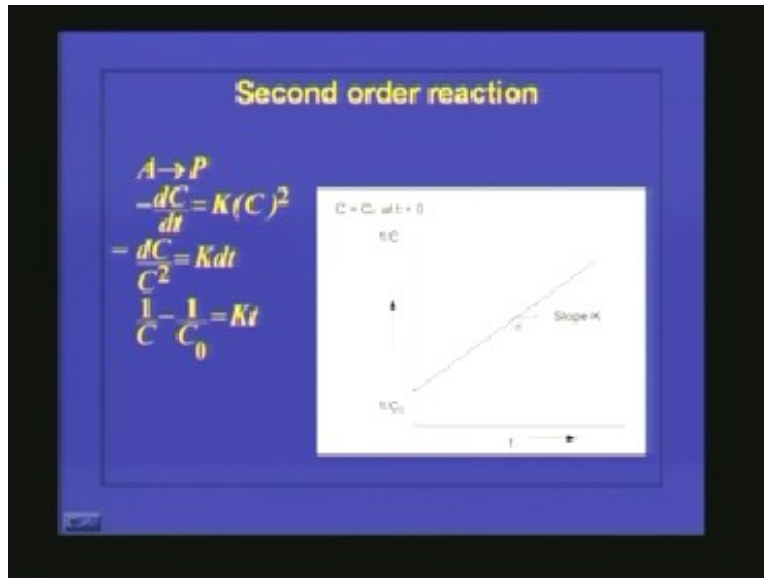 Second order reaction
A→P
-dC/dt = K(C)²
- dC/C² = Kdt
1/C - 1/C₀ = Kt
C = C₀ at t = 0
1/C
Slope K
1/C₀
t